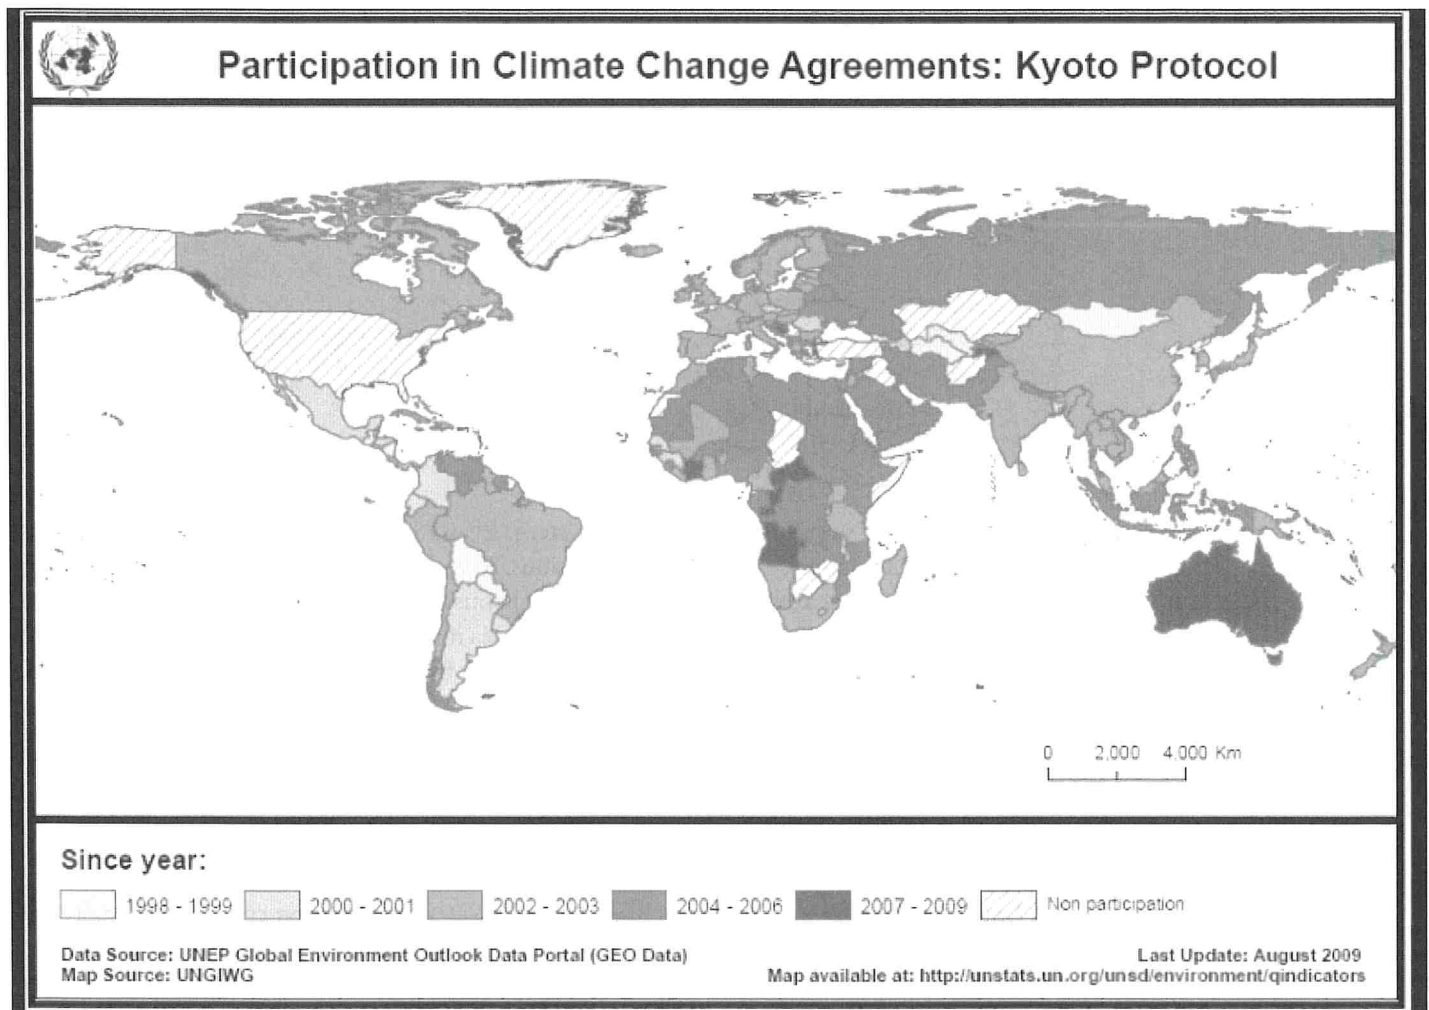 Participation in Climate Change Agreements: Kyoto Protocol
0 2,000 4,000 Km
Since year:
1998 - 1999 2000 - 2001 2002 - 2003 2004 - 2006 2007 - 2009 Non participation
Data Source: UNEP Global Environment Outlook Data Portal (GEO Data) Last Update: August 2009
Map Source: UNGIWG Map available at: http://unstats.un.org/unsd/environment/qindicators